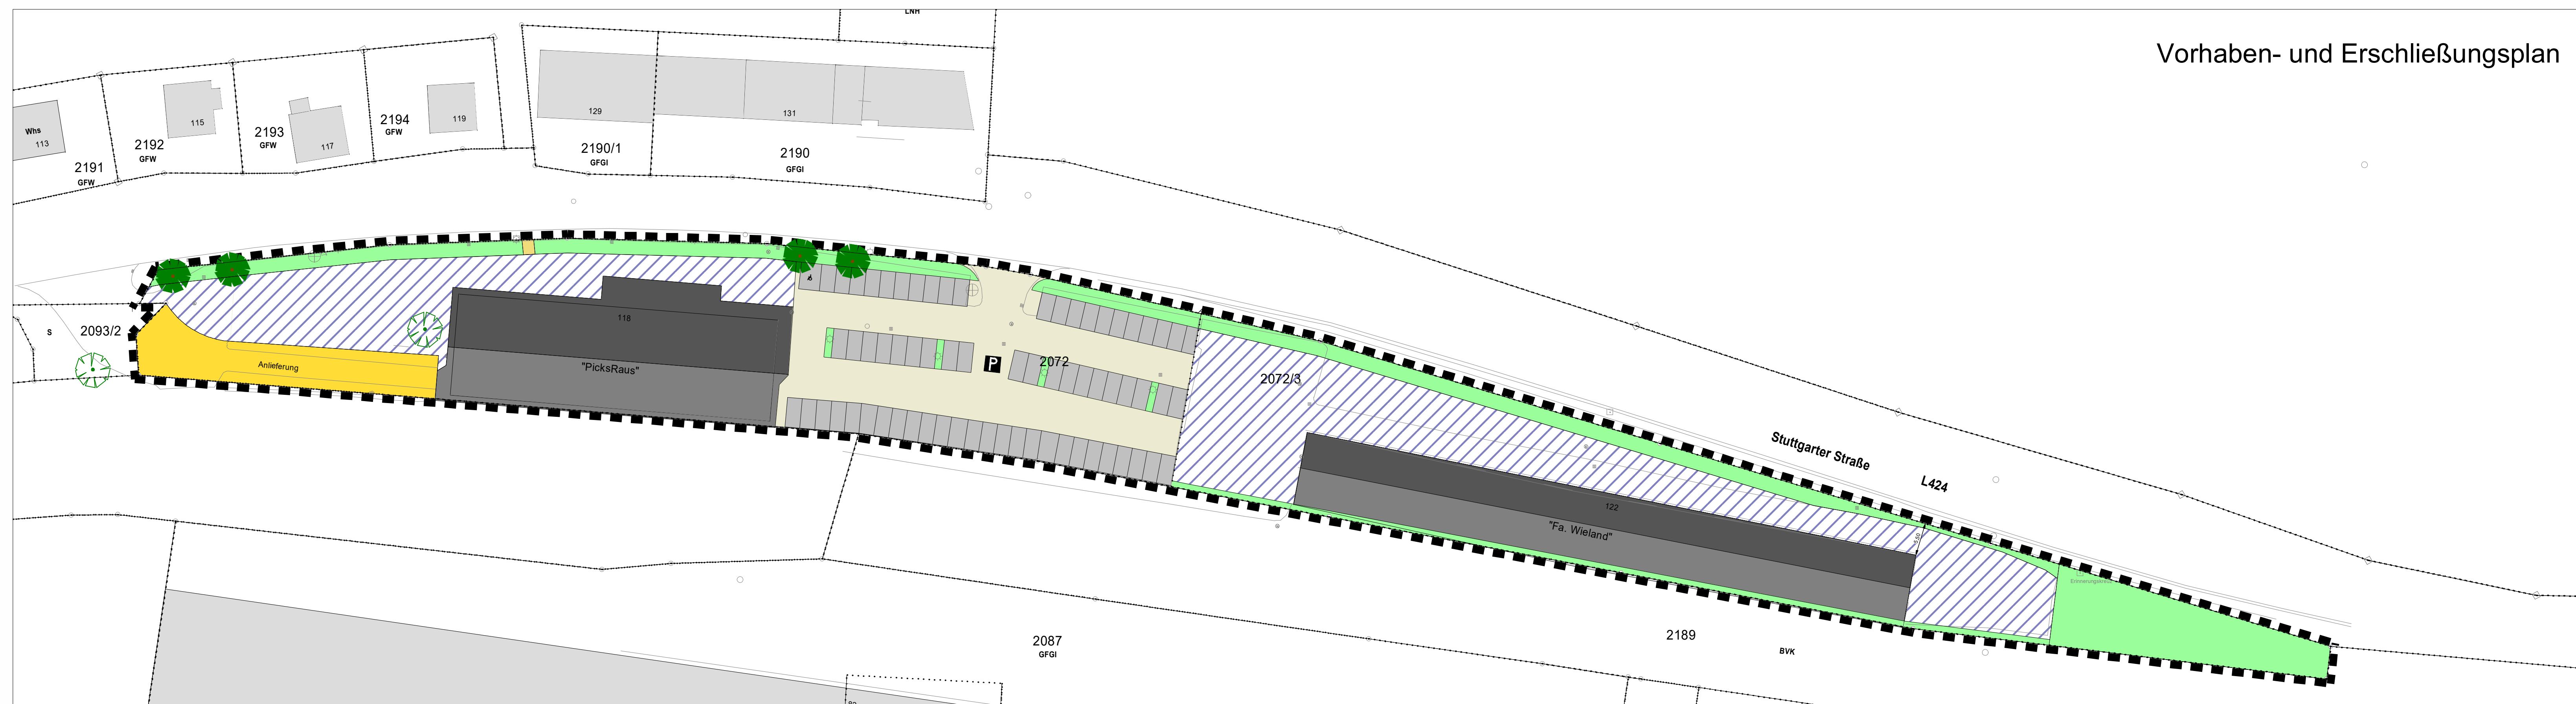 LNH
Vorhaben- und Erschließungsplan
Whs
113
2191
GFW
115
2192
GFW
2193
GFW
117
2194
GFW
119
129
2190/1
GFGI
131
2190
GFGI
S
2093/2
Anlieferung
118
"PicksRaus"
P
2072
2072/3
122
"Fa. Wieland"
Stuttgarter Straße
L424
2087
GFGI
2189
BVK